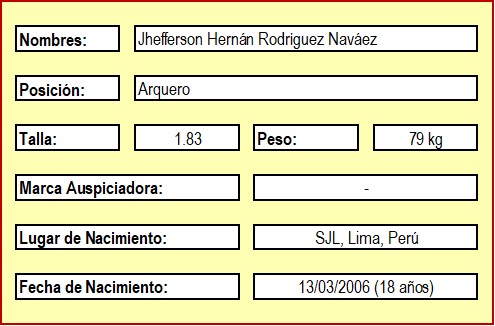 Nombres: Jhefferson Hernán Rodriguez Naváez
Posición: Arquero
Talla: 1.83 Peso: 79 kg
Marca Auspiciadora: -
Lugar de Nacimiento: SJL, Lima, Perú
Fecha de Nacimiento: 13/03/2006 (18 años)